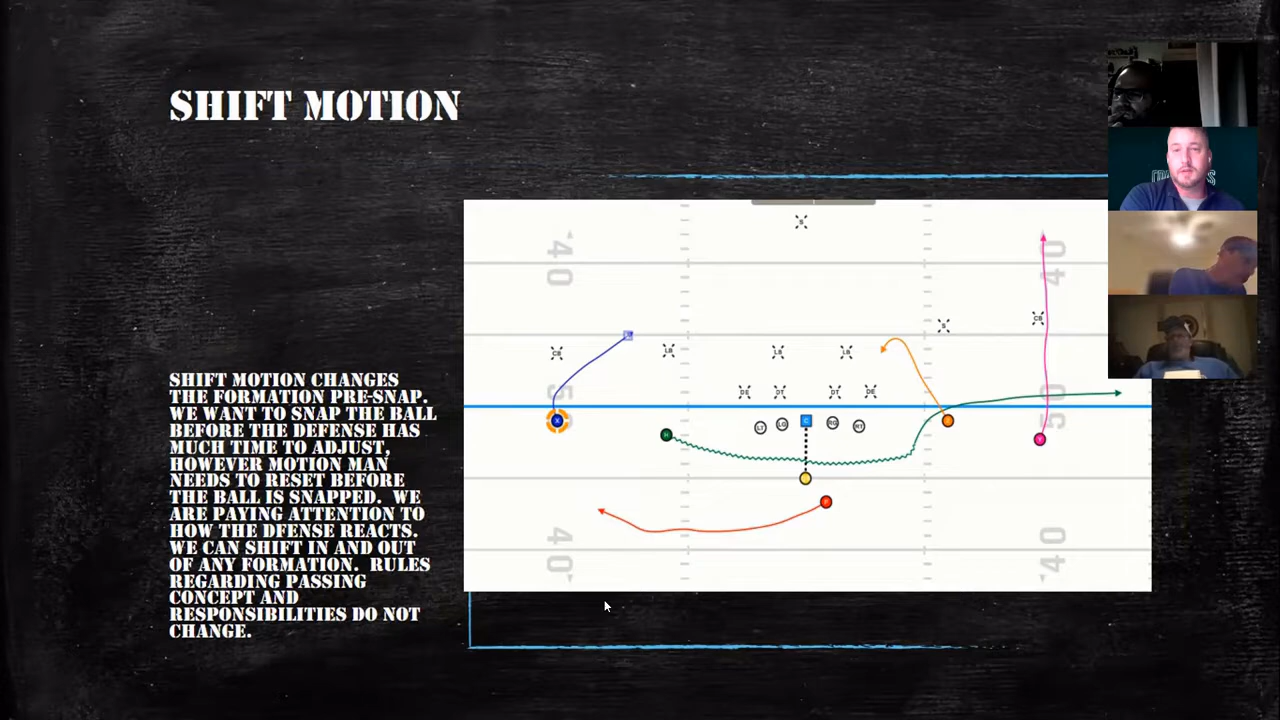 SHIFT MOTION
SHIFT MOTION CHANGES
THE FORMATION PRE-SNAP.
WE WANT TO SNAP THE BALL
BEFORE THE DEFENSE HAS
MUCH TIME TO ADJUST,
HOWEVER MOTION MAN
NEEDS TO RESET BEFORE
THE BALL IS SNAPPED. WE
ARE PAYING ATTENTION TO
HOW THE DFENSE REACTS.
WE CAN SHIFT IN AND OUT
OF ANY FORMATION. RULES
REGARDING PASSING
CONCEPT AND
RESPONSIBILITIES DO NOT
CHANGE.
S
40
40
CB
S
CB
LB
LB
LB
DE
DT
DT
DE
50
50
X
LT
LG
C
RG
RT
H
40
40